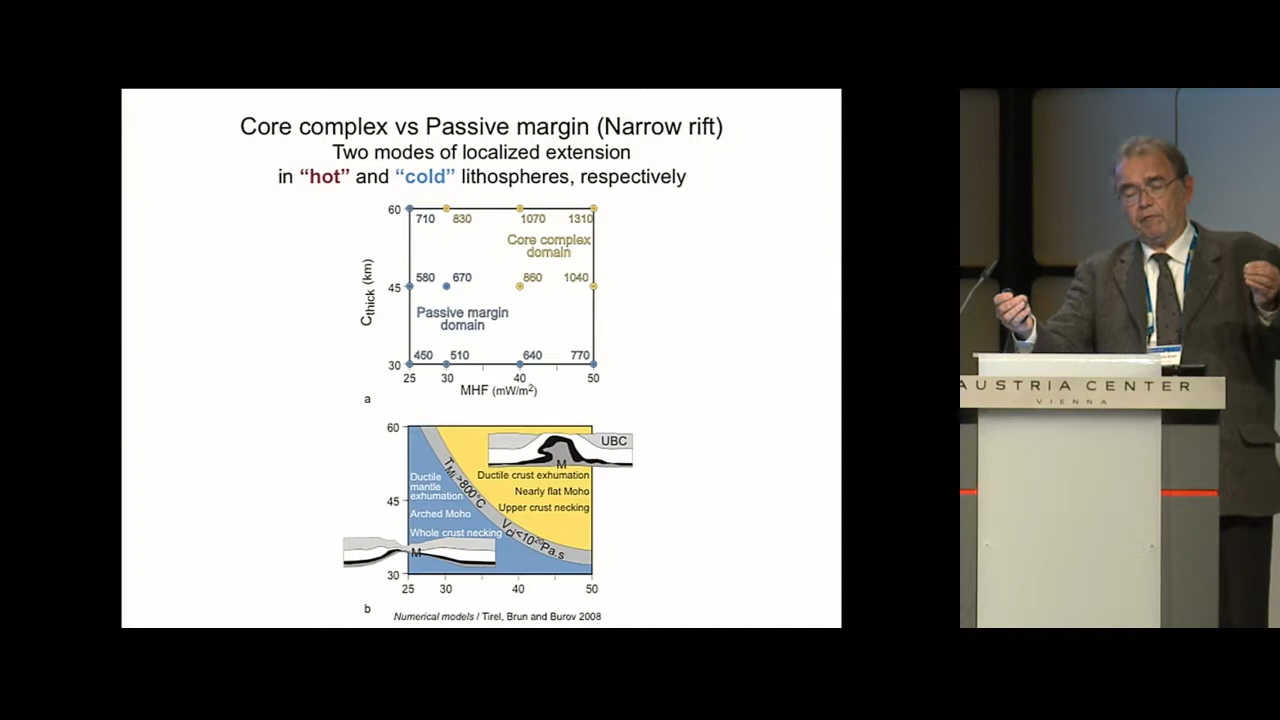 Core complex vs Passive margin (Narrow rift)
Two modes of localized extension
in “hot” and “cold” lithospheres, respectively
60
710 830 1070 1310
Core complex
domain
Cthick (km)
45
580 670 860 1040
Passive margin
domain
450 510 640 770
30
25 30 40 50
MHF (mW/m²)
a
60
UBC
M
TMi >800°C
Ductile crust exhumation
Nearly flat Moho
Upper crust necking
Ductile
mantle
exhumation
45
Arched Moho
Whole crust necking
Vci<10²⁰Pa.s
M
30
25 30 40 50
b
Numerical models / Tirel, Brun and Burov 2008
AUSTRIA CENTER
VIENNA